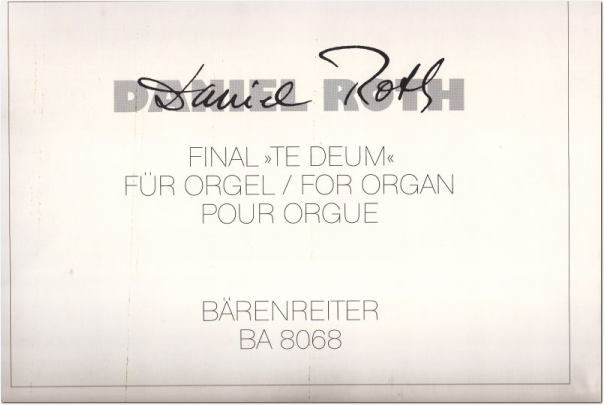 DANIEL ROTH
Daniel Roth
FINAL »TE DEUM«
FÜR ORGEL / FOR ORGAN
POUR ORGUE
BÄRENREITER
BA 8068